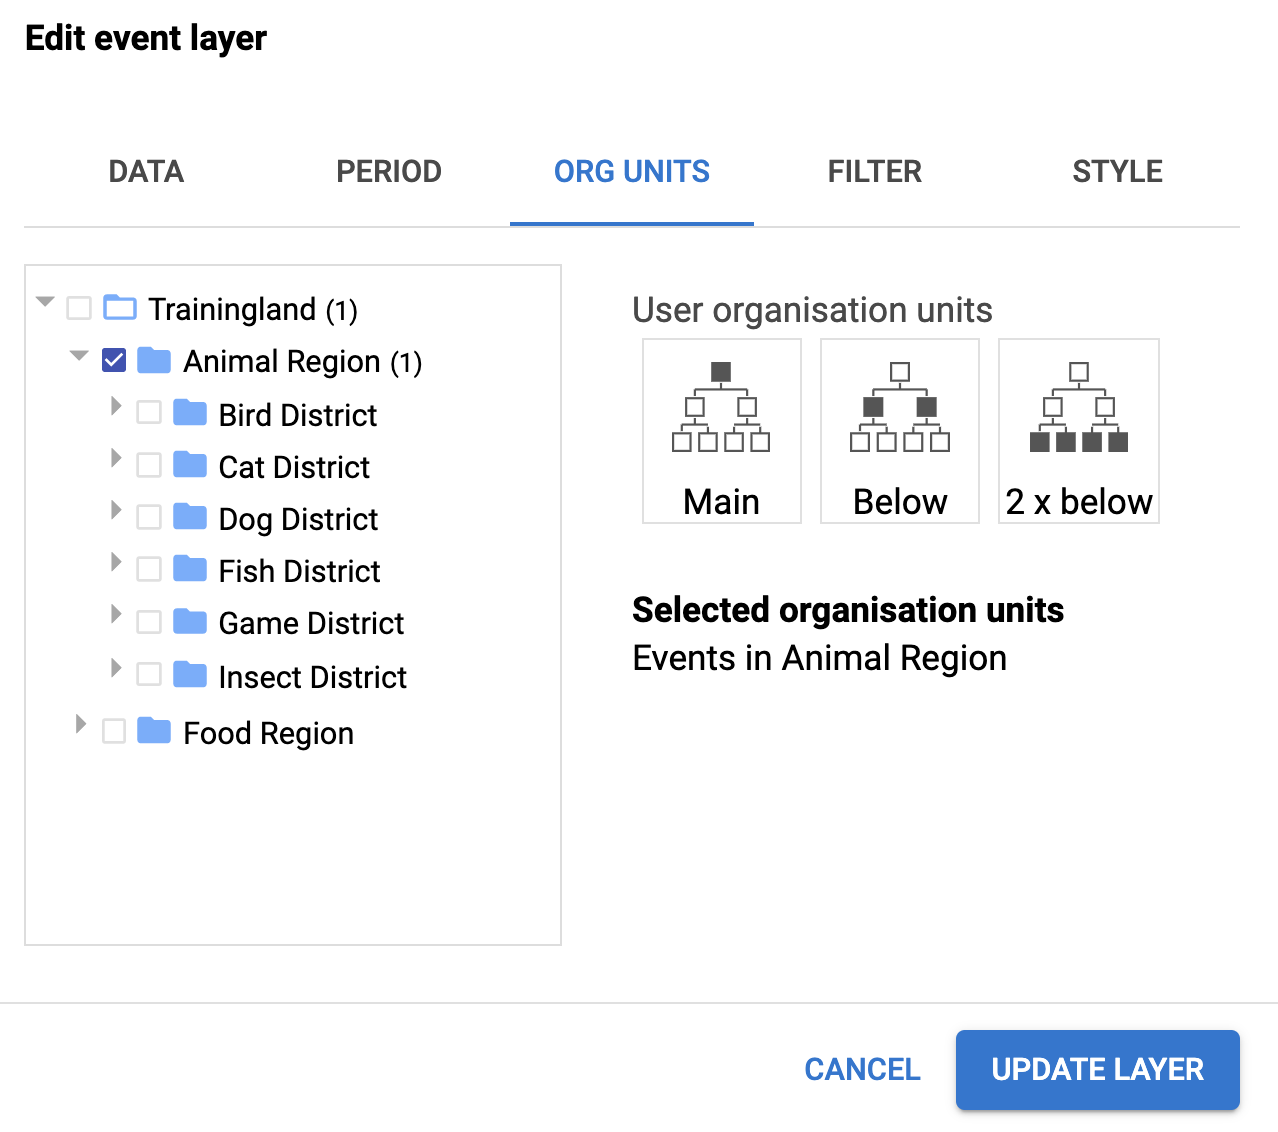 Edit event layer
DATA PERIOD ORG UNITS FILTER STYLE
Trainingland (1)
Animal Region (1)
Bird District
Cat District
Dog District
Fish District
Game District
Insect District
Food Region
User organisation units
Main Below 2 x below
Selected organisation units
Events in Animal Region
CANCEL UPDATE LAYER